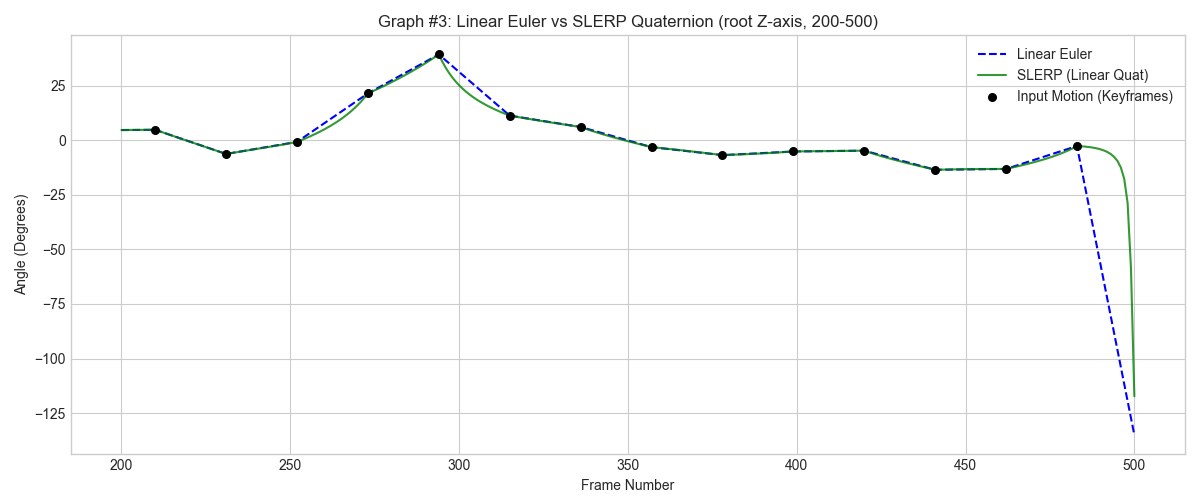 Graph #3: Linear Euler vs SLERP Quaternion (root Z-axis, 200-500)
Linear Euler
SLERP (Linear Quat)
Input Motion (Keyframes)
Angle (Degrees)
25
0
−25
−50
−75
−100
−125
200 250 300 350 400 450 500
Frame Number